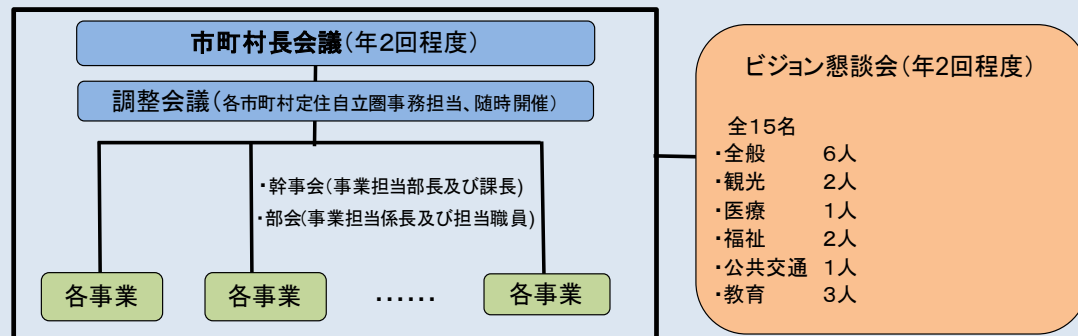 市町村長会議(年2回程度)
調整会議(各市町村定住自立圏事務担当、随時開催)
・幹事会(事業担当部長及び課長)
・部会(事業担当係長及び担当職員)
各事業
各事業
……
各事業
ビジョン懇談会(年2回程度)
全15名
・全般 6人
・観光 2人
・医療 1人
・福祉 2人
・公共交通 1人
・教育 3人